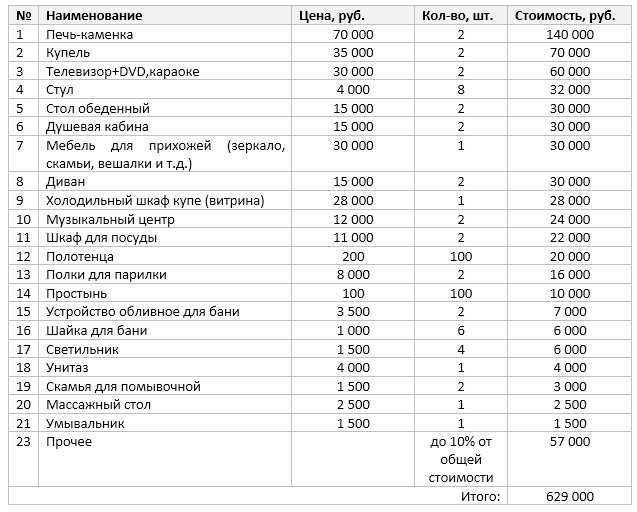 № Наименование Цена, руб. Кол-во, шт. Стоимость, руб.
1 Печь-каменка 70 000 2 140 000
2 Купель 35 000 2 70 000
3 Телевизор+DVD,караоке 30 000 2 60 000
4 Стул 4 000 8 32 000
5 Стол обеденный 15 000 2 30 000
6 Душевая кабина 15 000 2 30 000
7 Мебель для прихожей (зеркало, 30 000 1 30 000
скамьи, вешалки и т.д.)
8 Диван 15 000 2 30 000
9 Холодильный шкаф купе (витрина) 28 000 1 28 000
10 Музыкальный центр 12 000 2 24 000
11 Шкаф для посуды 11 000 2 22 000
12 Полотенца 200 100 20 000
13 Полки для парилки 8 000 2 16 000
14 Простынь 100 100 10 000
15 Устройство обливное для бани 3 500 2 7 000
16 Шайка для бани 1 000 6 6 000
17 Светильник 1 500 4 6 000
18 Унитаз 4 000 1 4 000
19 Скамья для помывочной 1 500 2 3 000
20 Массажный стол 2 500 1 2 500
21 Умывальник 1 500 1 1 500
23 Прочее до 10% от 57 000
общей
стоимости
Итого: 629 000